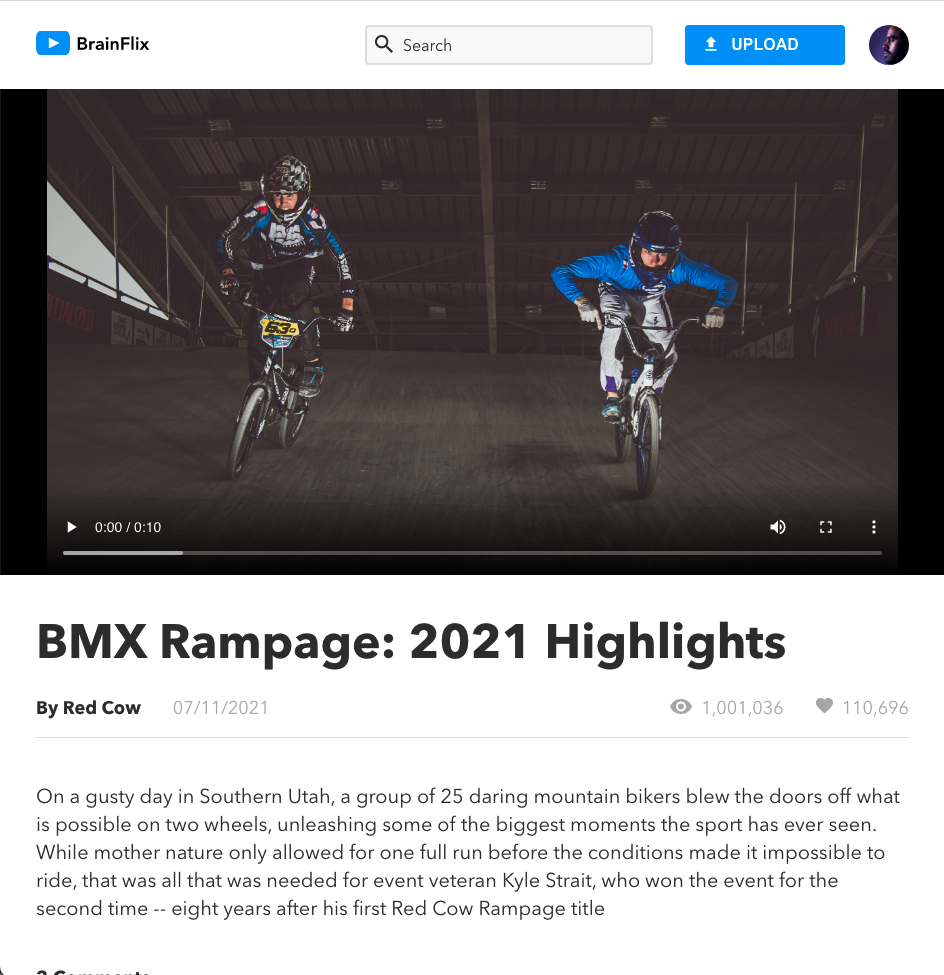 BrainFlix
Search
UPLOAD
SPECIALIZED
630
0:00 / 0:10
BMX Rampage: 2021 Highlights
By Red Cow
07/11/2021
1,001,036
110,696
On a gusty day in Southern Utah, a group of 25 daring mountain bikers blew the doors off what
is possible on two wheels, unleashing some of the biggest moments the sport has ever seen.
While mother nature only allowed for one full run before the conditions made it impossible to
ride, that was all that was needed for event veteran Kyle Strait, who won the event for the
second time -- eight years after his first Red Cow Rampage title
3 Comments